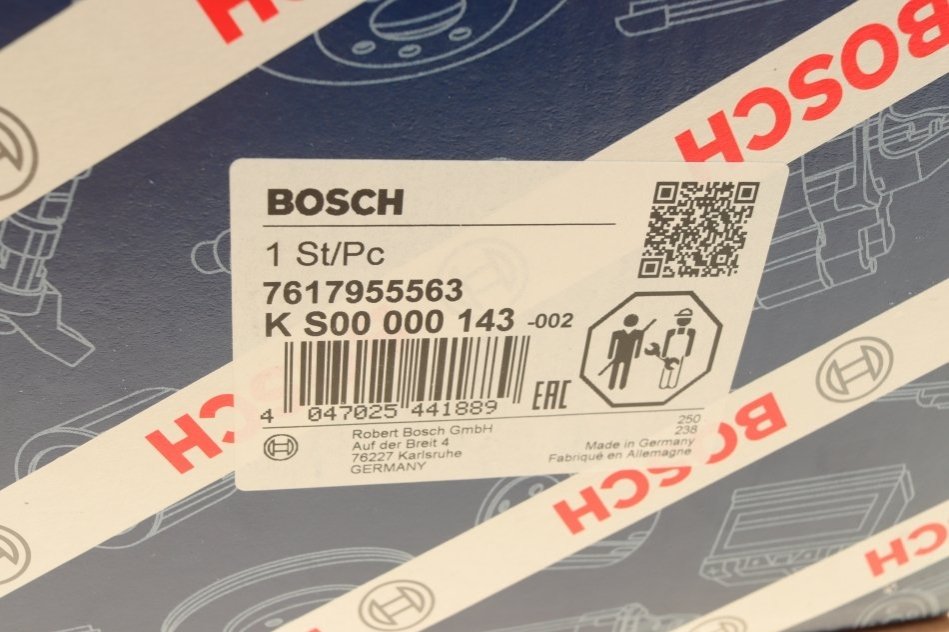 BOSCH
BOSCH
1 St/Pc
7617955563
K S00 000 143 -002
4 047025 441889
EAC
Robert Bosch GmbH
Auf der Breit 4
76227 Karlsruhe
GERMANY
250
238
Made in Germany
Fabriqué en Allemagne
BOSCH
BOSCH
BOSCH